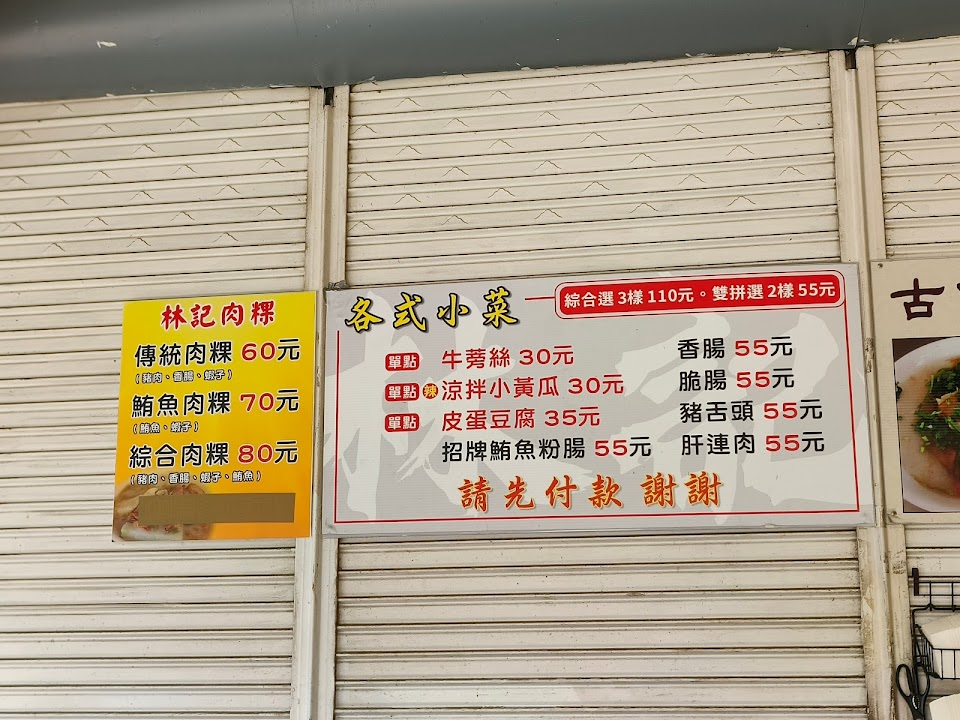 林記肉粿
傳統肉粿 60元
(豬肉、香腸、蝦子)
鮪魚肉粿 70元
(鮪魚、蝦子)
綜合肉粿 80元
(豬肉、香腸、蝦子、鮪魚)
各式小菜
綜合選 3樣 110元。雙拼選 2樣 55元
單點 牛蒡絲 30元
單點 辣 涼拌小黃瓜 30元
單點 皮蛋豆腐 35元
招牌鮪魚粉腸 55元
香腸 55元
脆腸 55元
豬舌頭 55元
肝連肉 55元
請先付款 謝謝
林記
古